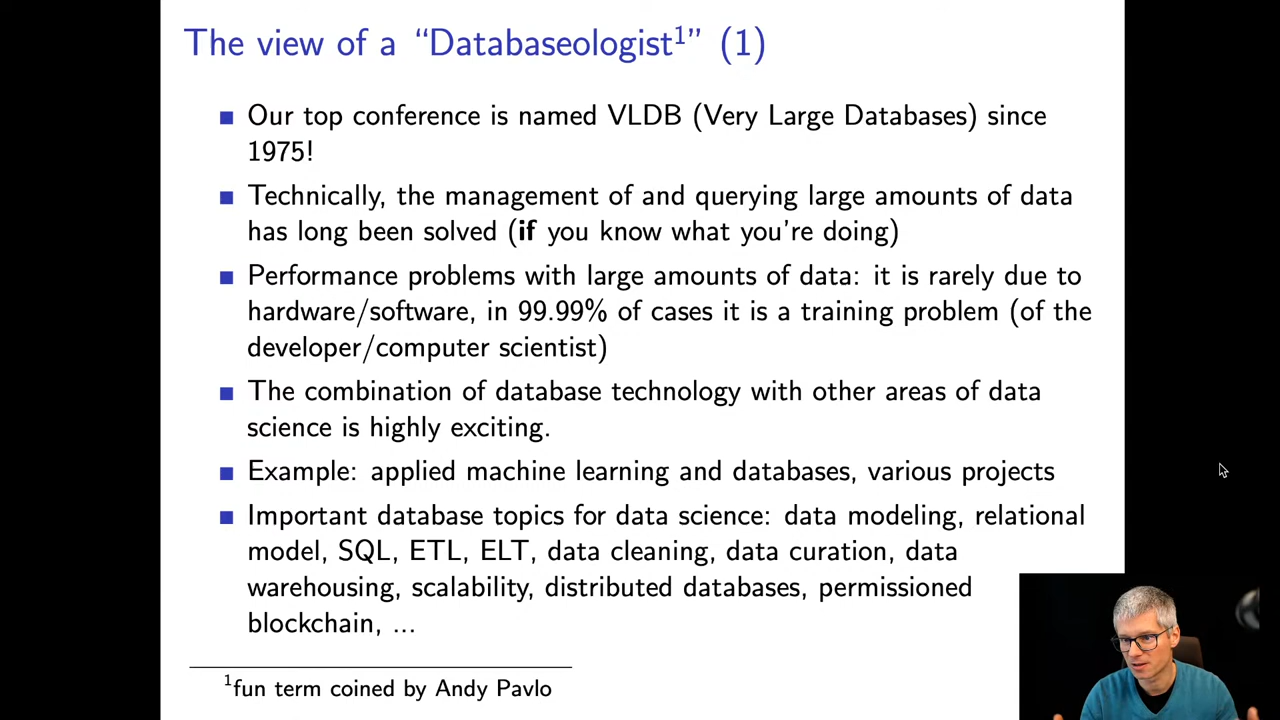 The view of a “Databaseologist¹” (1)
■ Our top conference is named VLDB (Very Large Databases) since
1975!
■ Technically, the management of and querying large amounts of data
has long been solved (if you know what you're doing)
■ Performance problems with large amounts of data: it is rarely due to
hardware/software, in 99.99% of cases it is a training problem (of the
developer/computer scientist)
■ The combination of database technology with other areas of data
science is highly exciting.
■ Example: applied machine learning and databases, various projects
■ Important database topics for data science: data modeling, relational
model, SQL, ETL, ELT, data cleaning, data curation, data
warehousing, scalability, distributed databases, permissioned
blockchain, ...
¹fun term coined by Andy Pavlo